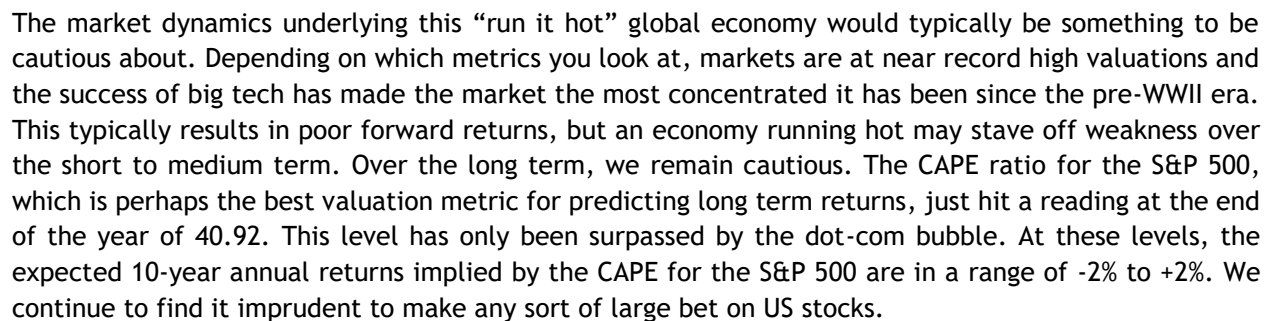 The market dynamics underlying this “run it hot” global economy would typically be something to be
cautious about. Depending on which metrics you look at, markets are at near record high valuations and
the success of big tech has made the market the most concentrated it has been since the pre-WWII era.
This typically results in poor forward returns, but an economy running hot may stave off weakness over
the short to medium term. Over the long term, we remain cautious. The CAPE ratio for the S&P 500,
which is perhaps the best valuation metric for predicting long term returns, just hit a reading at the end
of the year of 40.92. This level has only been surpassed by the dot-com bubble. At these levels, the
expected 10-year annual returns implied by the CAPE for the S&P 500 are in a range of -2% to +2%. We
continue to find it imprudent to make any sort of large bet on US stocks.